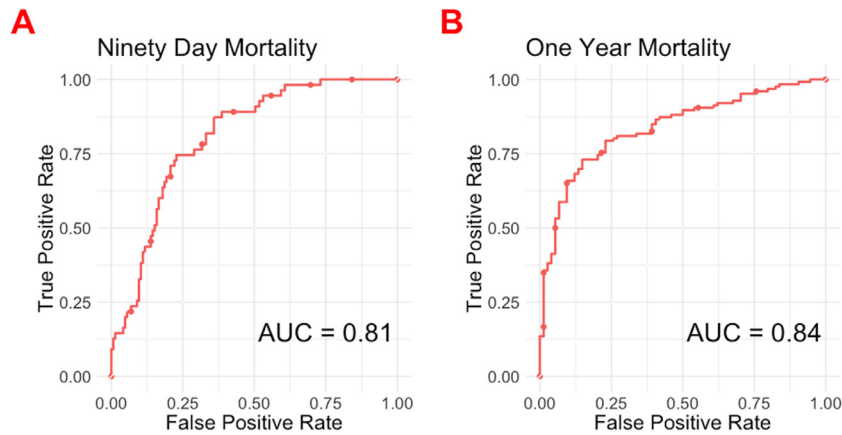 A
Ninety Day Mortality
1.00
0.75
0.50
0.25
0.00
True Positive Rate
AUC = 0.81
0.00 0.25 0.50 0.75 1.00
False Positive Rate
B
One Year Mortality
1.00
0.75
0.50
0.25
0.00
True Positive Rate
AUC = 0.84
0.00 0.25 0.50 0.75 1.00
False Positive Rate